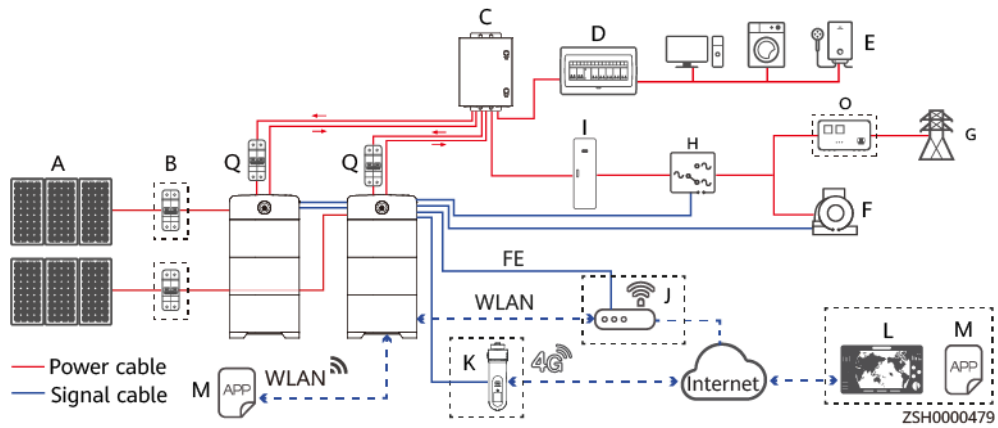 C
D
E
O
G
I
H
Q
Q
A
B
F
FE
J
WLAN
K
4G
L
M
Power cable
Signal cable
M
APP
WLAN
Internet
APP
ZSH0000479